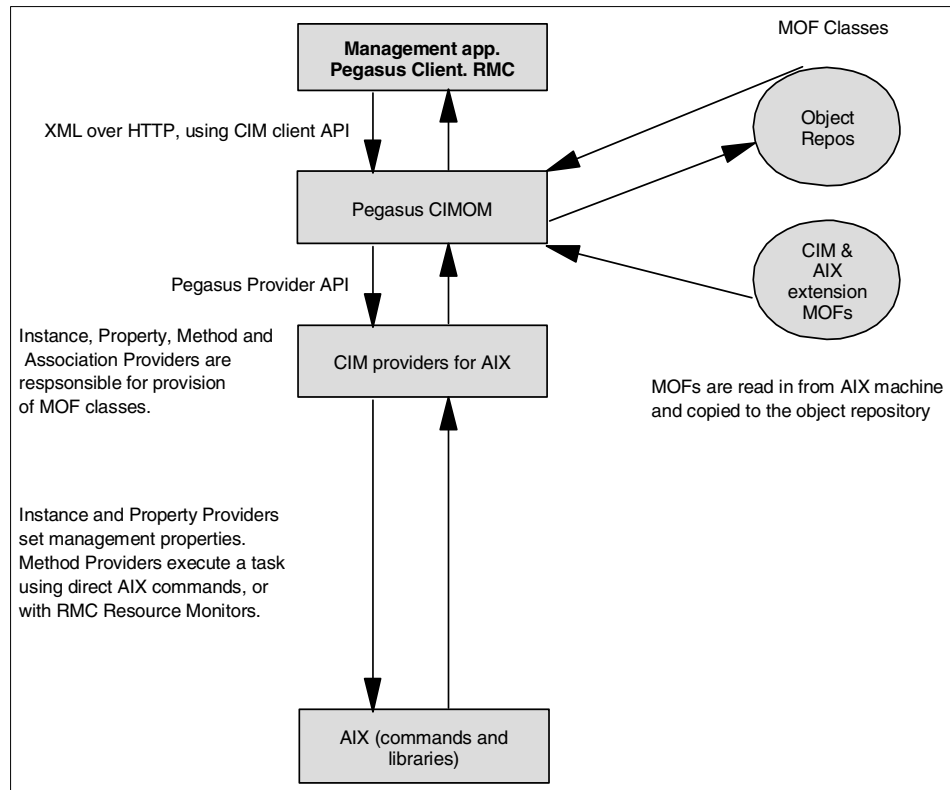 Management app.
Pegasus Client. RMC
MOF Classes
XML over HTTP, using CIM client API
Object
Repos
Pegasus CIMOM
CIM &
AIX
extension
MOFs
Pegasus Provider API
Instance, Property, Method and
Association Providers are
respsonsible for provision
of MOF classes.
CIM providers for AIX
MOFs are read in from AIX machine
and copied to the object repository
Instance and Property Providers
set management properties.
Method Providers execute a task
using direct AIX commands, or
with RMC Resource Monitors.
AIX (commands and
libraries)